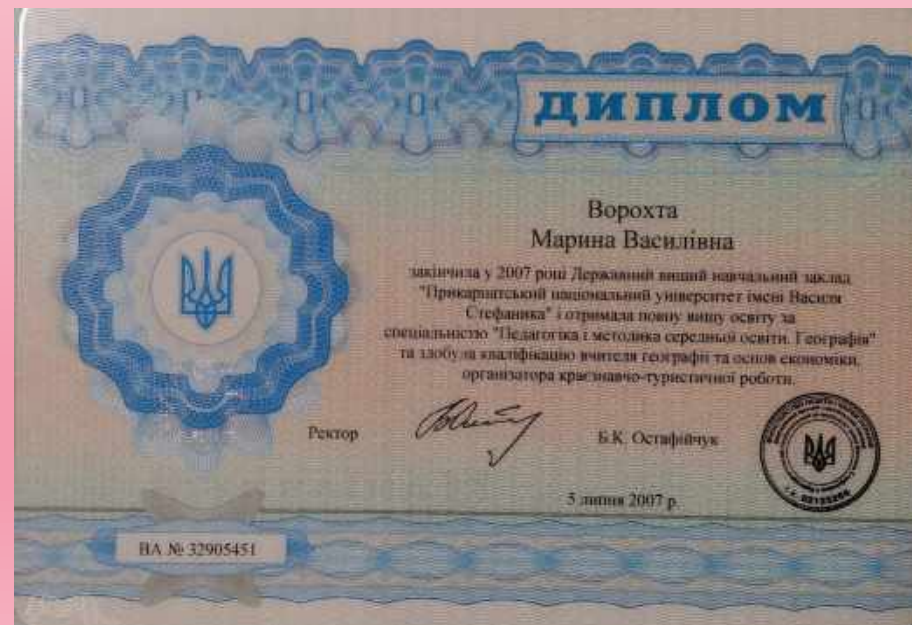 ДИПЛОМ
Ворохта
Марина Василівна
закінчила у 2007 році Державний вищий навчальний заклад
"Прикарпатський національний університет імені Василя
Стефаника" і отримала повну вищу освіту за
спеціальністю "Педагогіка і методика середньої освіти. Географія"
та здобула кваліфікацію вчителя географії та основ економіки,
організатора краєзнавчо-туристичної роботи.
Ректор
Б.К. Остафійчук
5 липня 2007 р.
ВА № 32905451